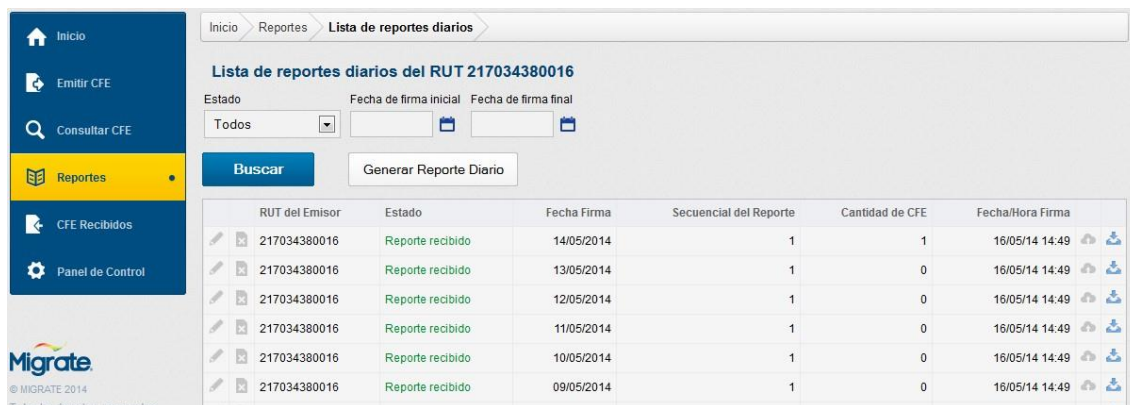 Inicio
Emitir CFE
Consultar CFE
Reportes
CFE Recibidos
Panel de Control
Migrate.
© MIGRATE 2014
Inicio Reportes Lista de reportes diarios
Lista de reportes diarios del RUT 217034380016
Estado Fecha de firma inicial Fecha de firma final
Todos
Buscar Generar Reporte Diario
RUT del Emisor Estado Fecha Firma Secuencial del Reporte Cantidad de CFE Fecha/Hora Firma
217034380016 Reporte recibido 14/05/2014 1 1 16/05/14 14:49
217034380016 Reporte recibido 13/05/2014 1 0 16/05/14 14:49
217034380016 Reporte recibido 12/05/2014 1 0 16/05/14 14:49
217034380016 Reporte recibido 11/05/2014 1 0 16/05/14 14:49
217034380016 Reporte recibido 10/05/2014 1 0 16/05/14 14:49
217034380016 Reporte recibido 09/05/2014 1 0 16/05/14 14:49